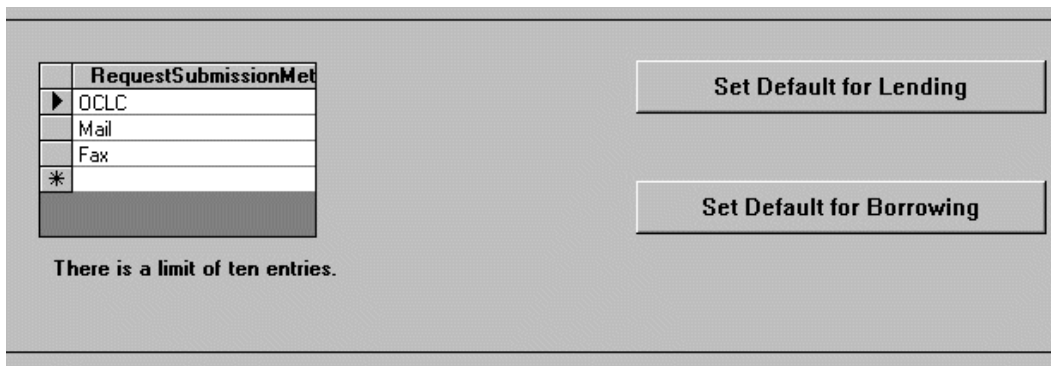 RequestSubmissionMet
OCLC
Mail
Fax
There is a limit of ten entries.
Set Default for Lending
Set Default for Borrowing